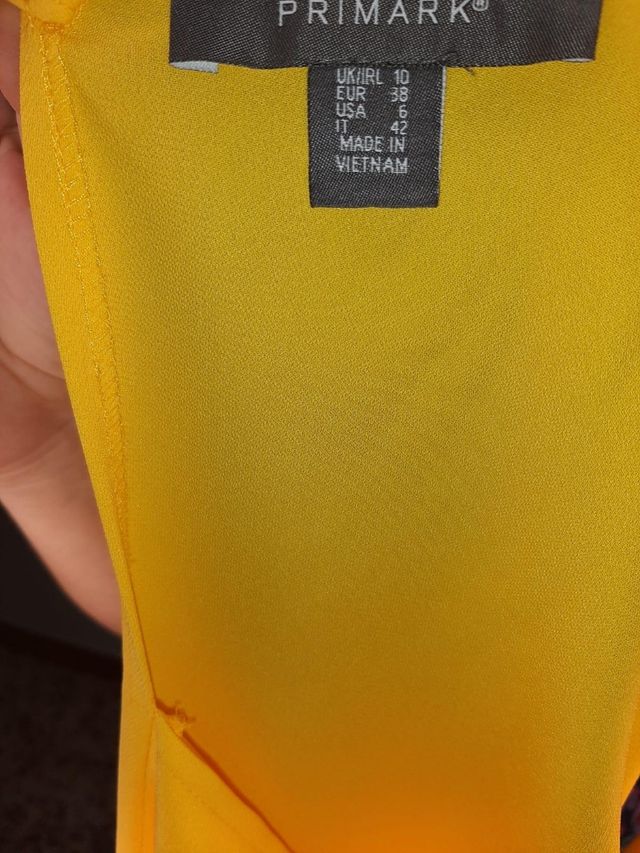 PRIMARK®
UK/IRL 10
EUR 38
USA 6
IT 42
MADE IN
VIETNAM